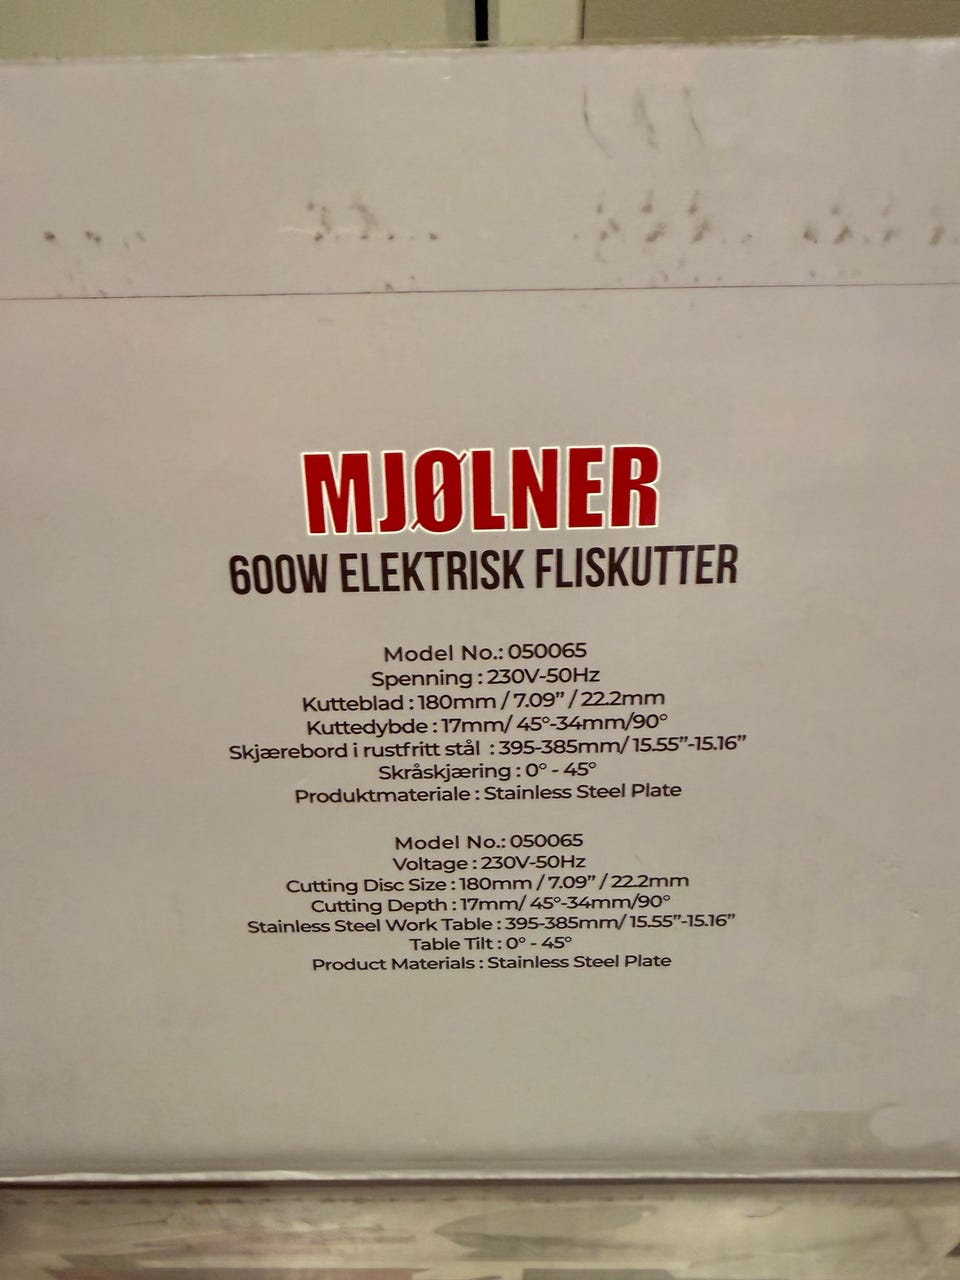 MJØLNER
600W ELEKTRISK FLISKUTTER
Model No.: 050065
Spenning : 230V-50Hz
Kutteblad : 180mm / 7.09” / 22.2mm
Kuttedybde : 17mm/ 45°-34mm/90°
Skjærebord i rustfritt stål : 395-385mm/ 15.55”-15.16”
Skråskjæring : 0° - 45°
Produktmateriale : Stainless Steel Plate
Model No.: 050065
Voltage : 230V-50Hz
Cutting Disc Size : 180mm / 7.09” / 22.2mm
Cutting Depth : 17mm/ 45°-34mm/90°
Stainless Steel Work Table : 395-385mm/ 15.55”-15.16”
Table Tilt : 0° - 45°
Product Materials : Stainless Steel Plate